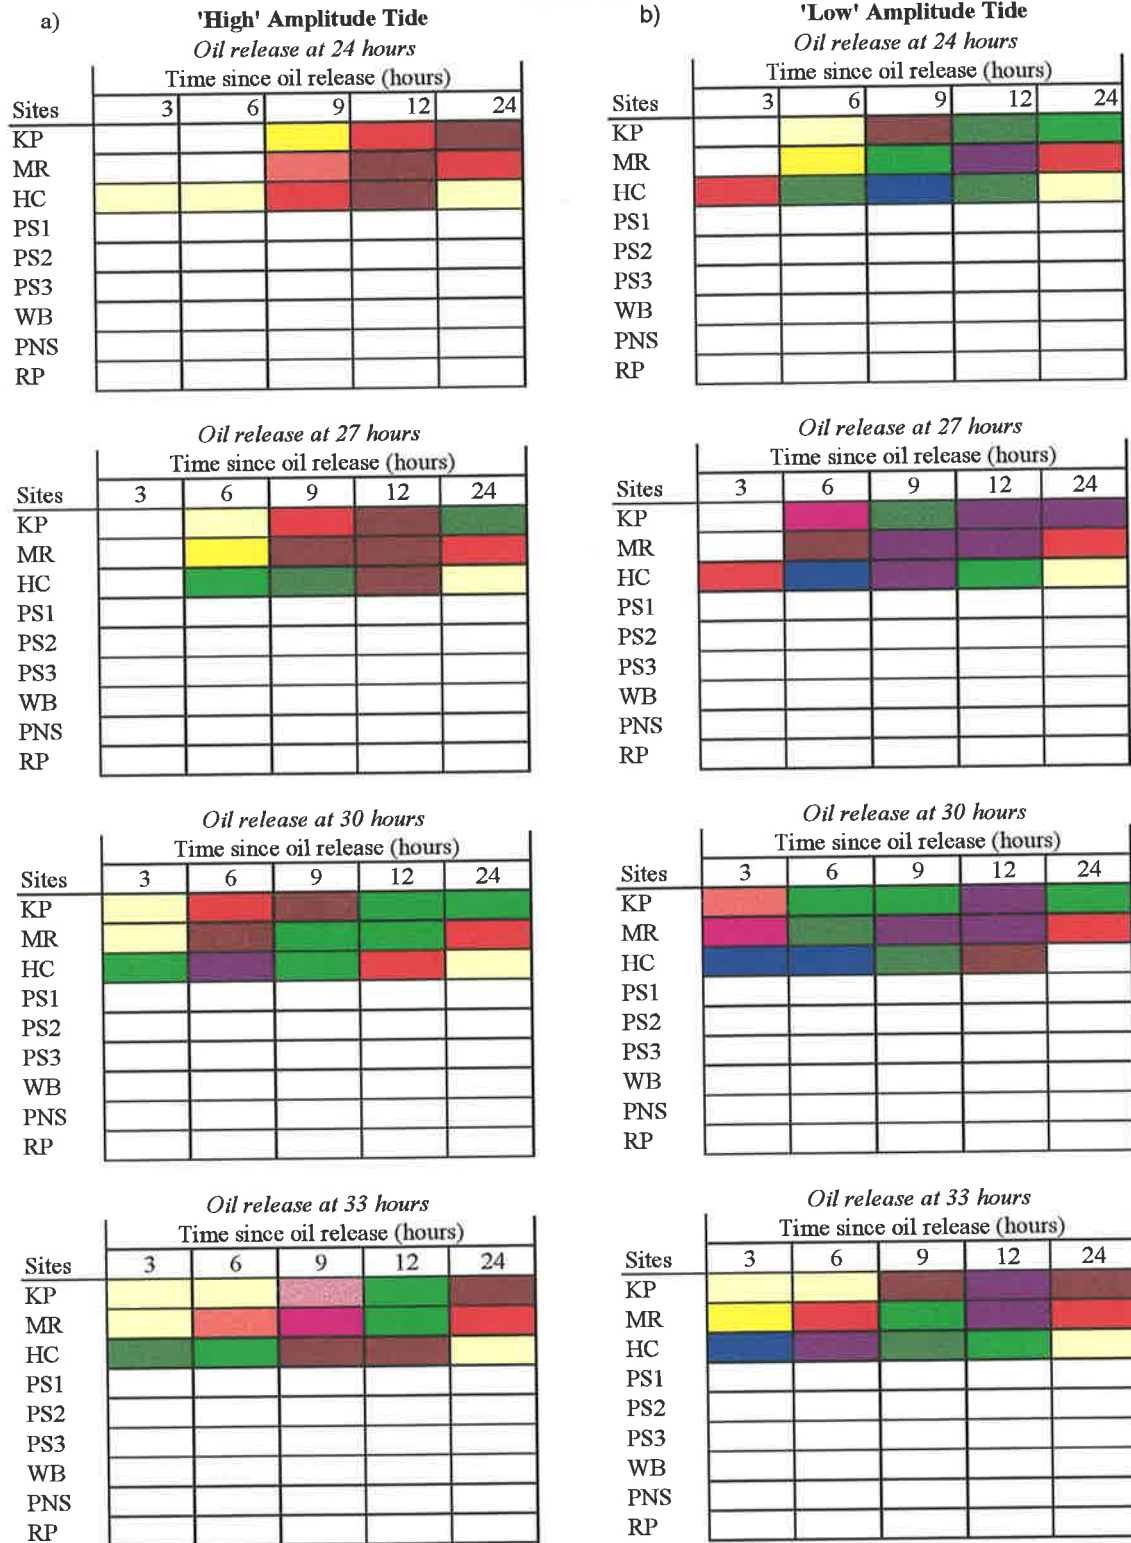 a)
'High' Amplitude Tide
Oil release at 24 hours
Time since oil release (hours)
Sites 3 6 9 12 24
KP
MR
HC
PS1
PS2
PS3
WB
PNS
RP
Oil release at 27 hours
Time since oil release (hours)
Sites 3 6 9 12 24
KP
MR
HC
PS1
PS2
PS3
WB
PNS
RP
Oil release at 30 hours
Time since oil release (hours)
Sites 3 6 9 12 24
KP
MR
HC
PS1
PS2
PS3
WB
PNS
RP
Oil release at 33 hours
Time since oil release (hours)
Sites 3 6 9 12 24
KP
MR
HC
PS1
PS2
PS3
WB
PNS
RP
b)
'Low' Amplitude Tide
Oil release at 24 hours
Time since oil release (hours)
Sites 3 6 9 12 24
KP
MR
HC
PS1
PS2
PS3
WB
PNS
RP
Oil release at 27 hours
Time since oil release (hours)
Sites 3 6 9 12 24
KP
MR
HC
PS1
PS2
PS3
WB
PNS
RP
Oil release at 30 hours
Time since oil release (hours)
Sites 3 6 9 12 24
KP
MR
HC
PS1
PS2
PS3
WB
PNS
RP
Oil release at 33 hours
Time since oil release (hours)
Sites 3 6 9 12 24
KP
MR
HC
PS1
PS2
PS3
WB
PNS
RP